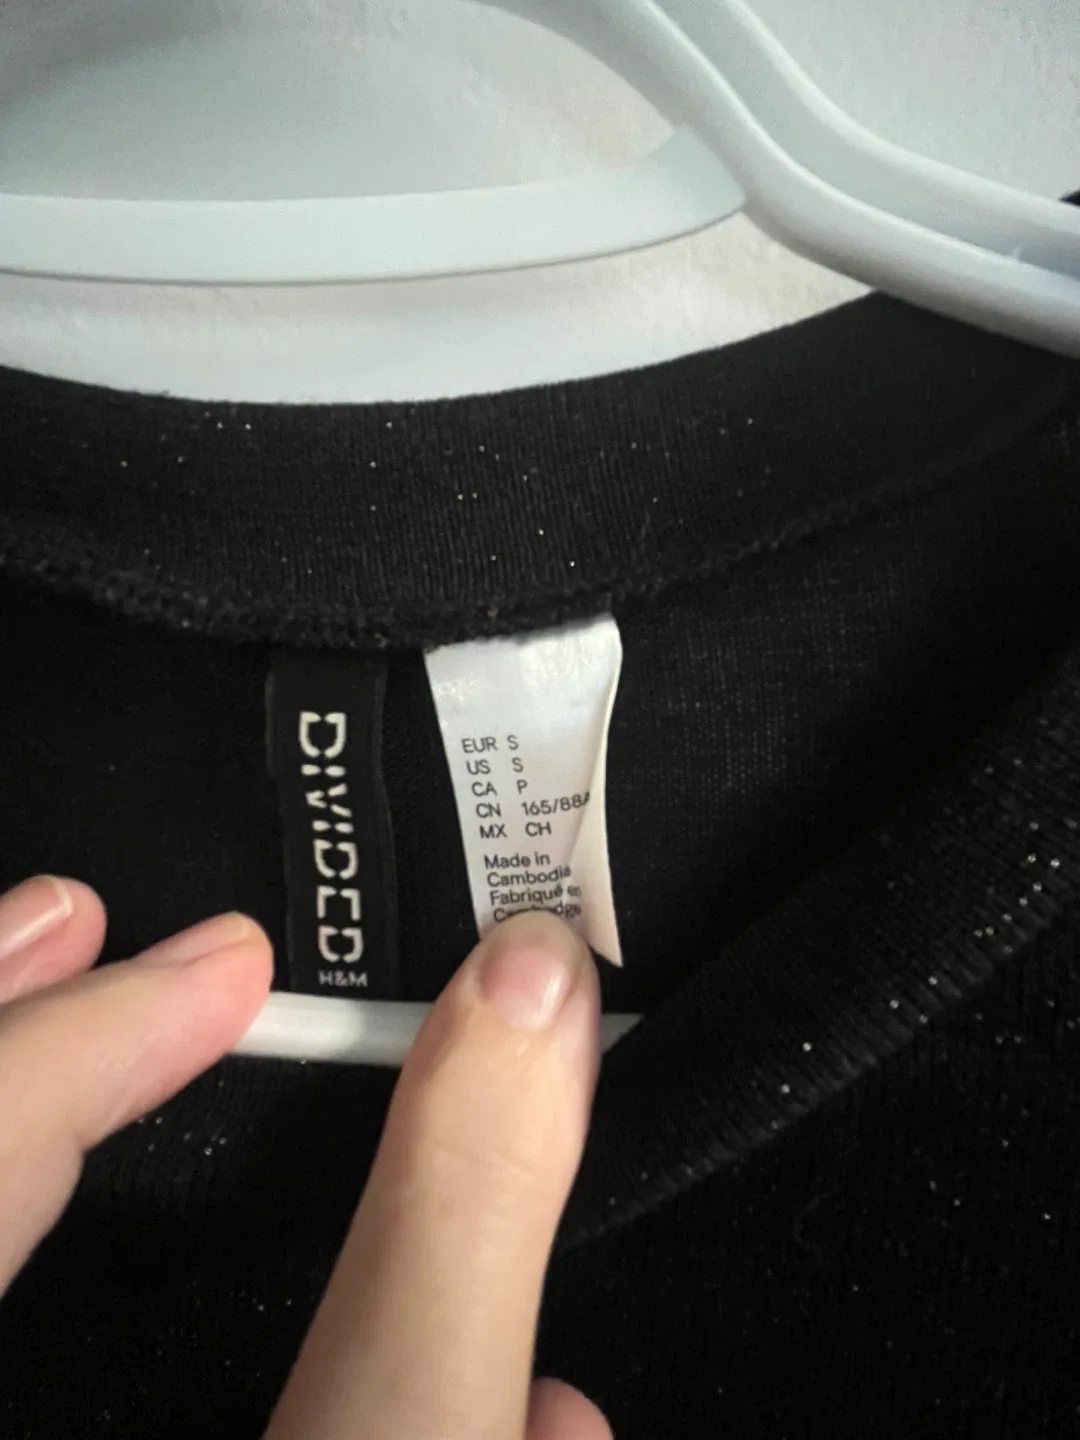 DIVIDED
H&M
EUR S
US S
CA P
CN 165/88A
MX CH
Made in
Cambodia
Fabriqué en